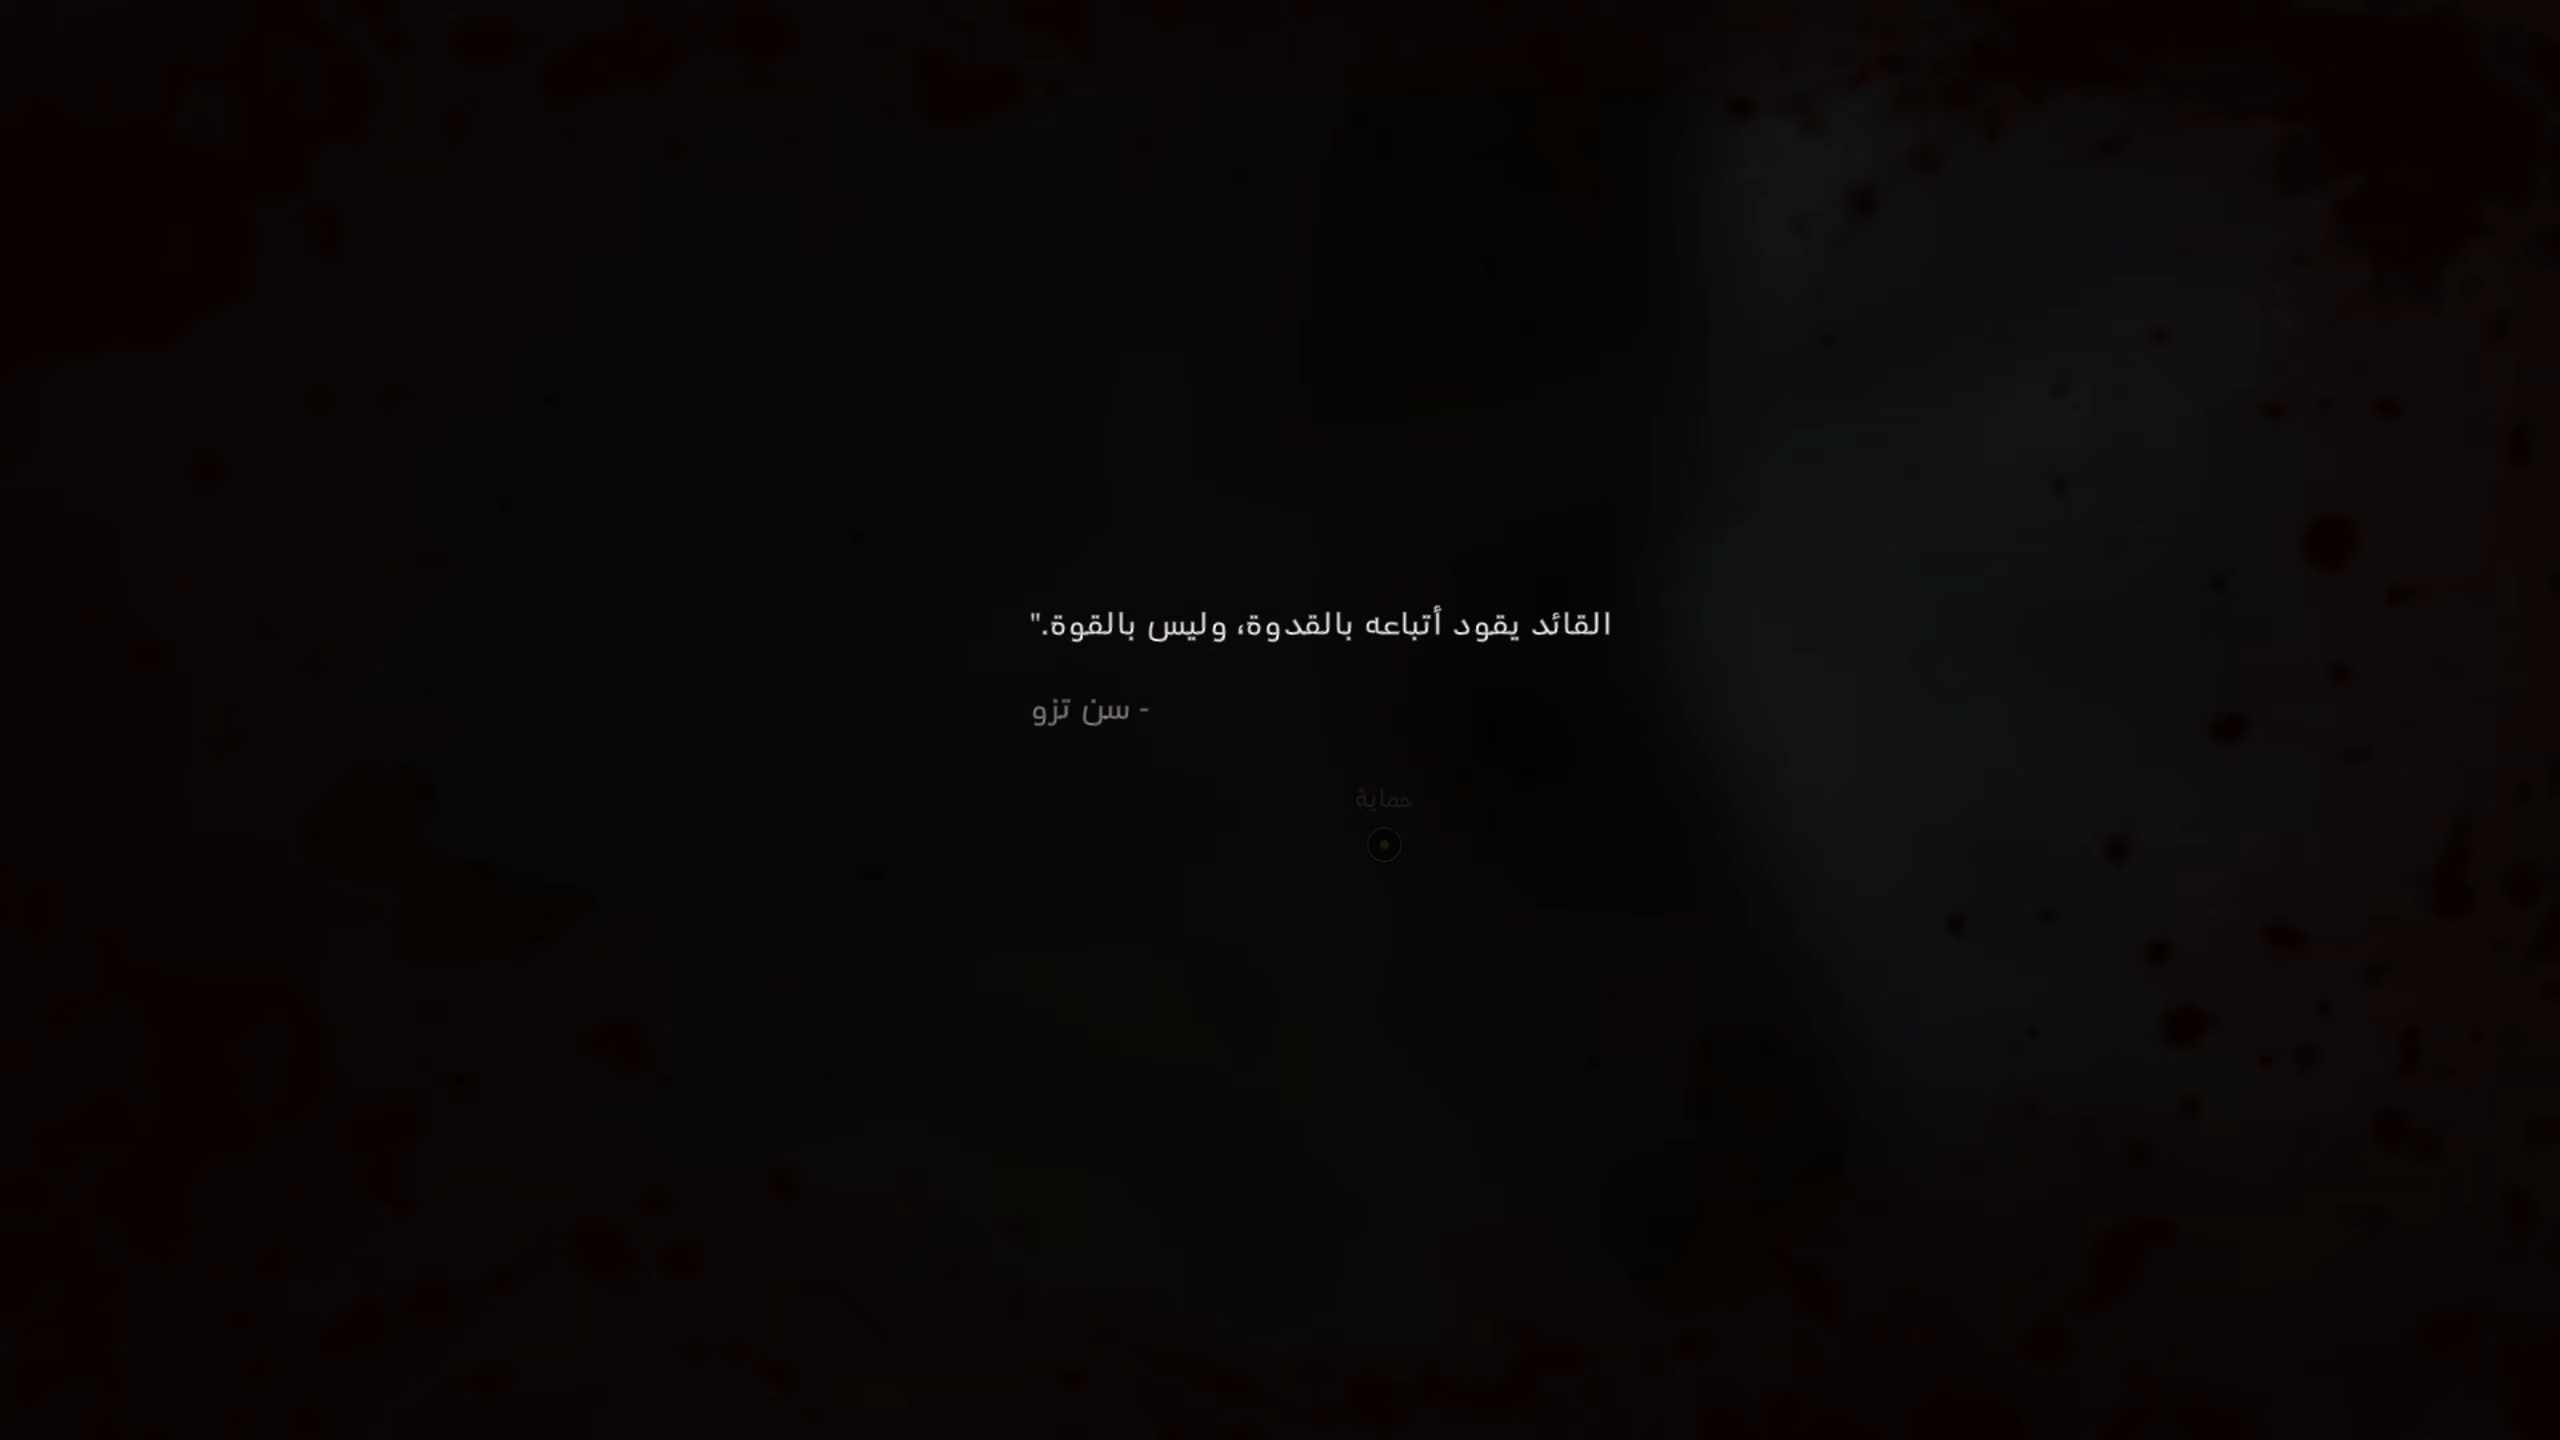 القائد يقود أتباعه بالقدوة، وليس بالقوة."
- سن تزو
حماية